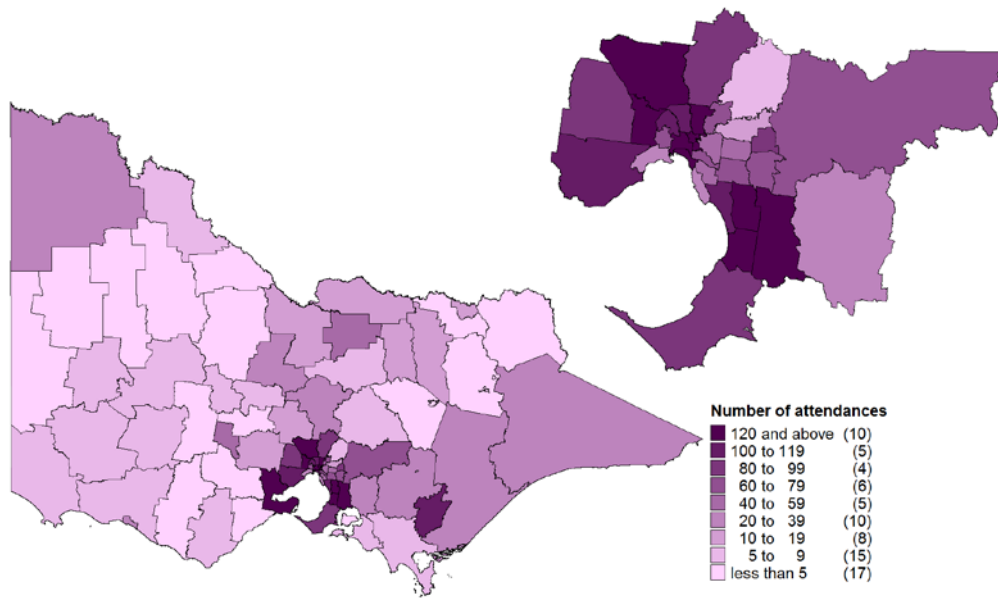 Number of attendances
120 and above (10)
100 to 119 (5)
80 to 99 (4)
60 to 79 (6)
40 to 59 (5)
20 to 39 (10)
10 to 19 (8)
5 to 9 (15)
less than 5 (17)